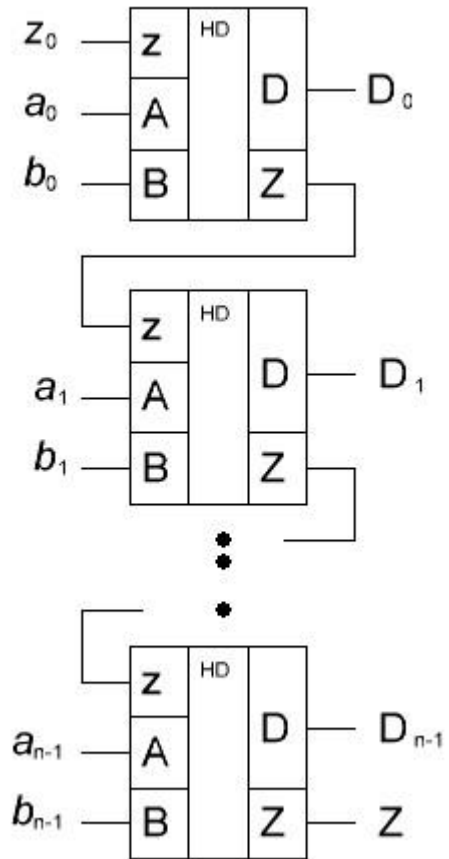 z₀ z HD D D₀
a₀ A
b₀ B Z
z HD
a₁ A D D₁
b₁ B Z
z HD
aₙ₋₁ A D Dₙ₋₁
bₙ₋₁ B Z Z